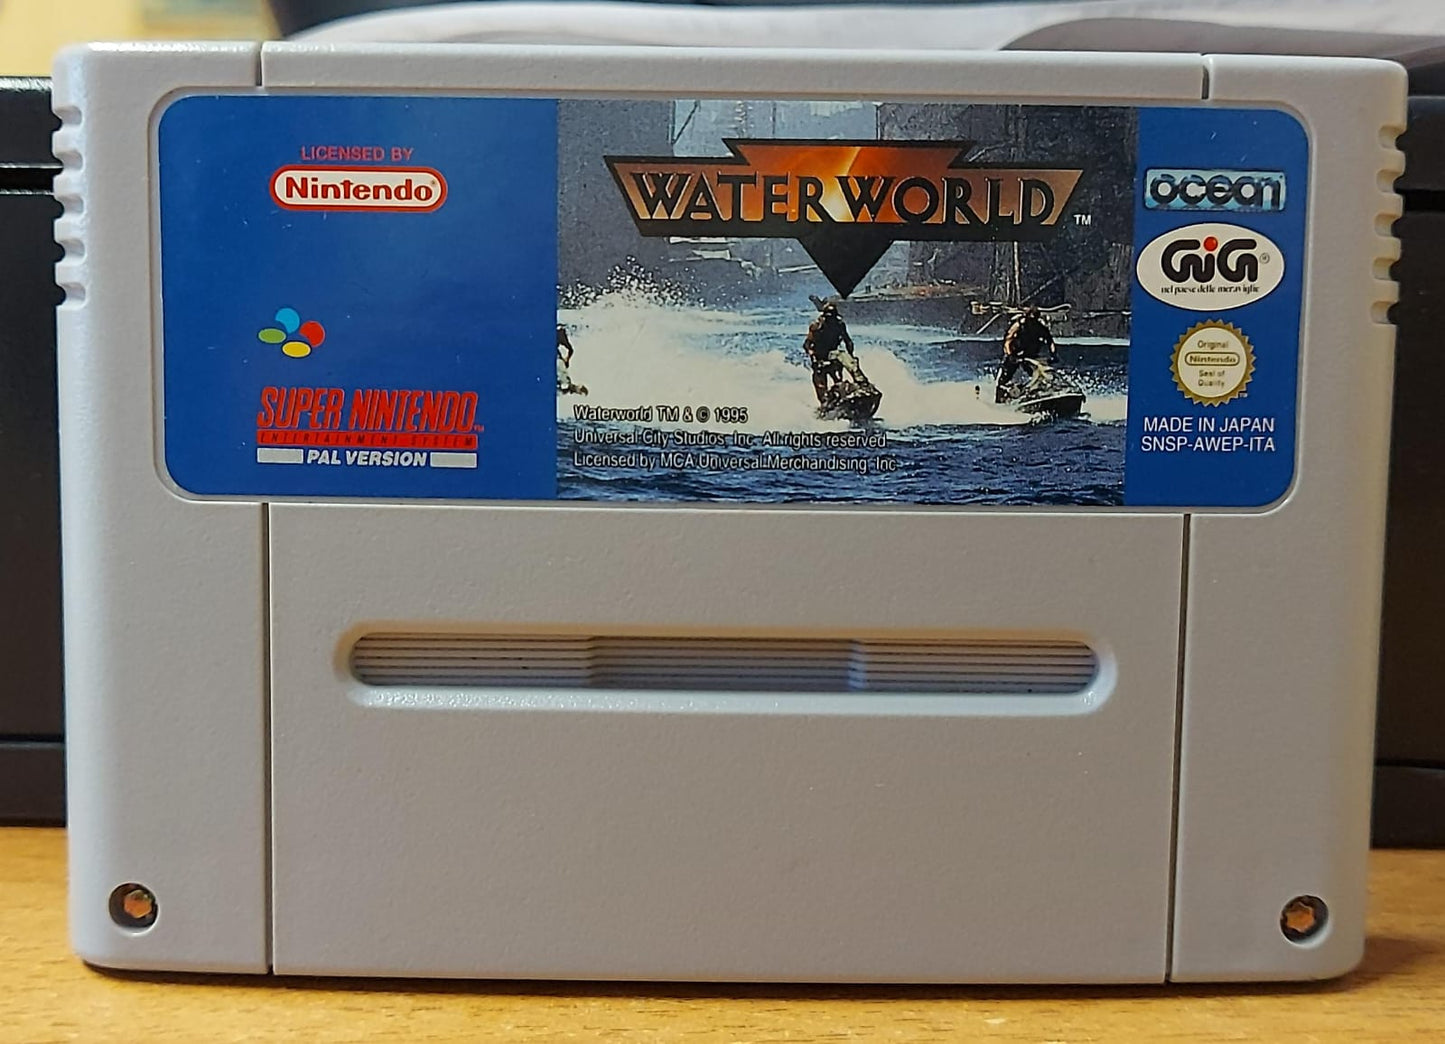 LICENSED BY
Nintendo®
SUPER NINTENDO™
ENTERTAINMENT SYSTEM
PAL VERSION
WATERWORLD™
Waterworld TM & © 1995
Universal City Studios, Inc. All rights reserved.
Licensed by MCA/Universal Merchandising, Inc.
ocean
GiG®
nel paese delle meraviglie
Original
Nintendo
Seal of
Quality
TM
MADE IN JAPAN
SNSP-AWEP-ITA